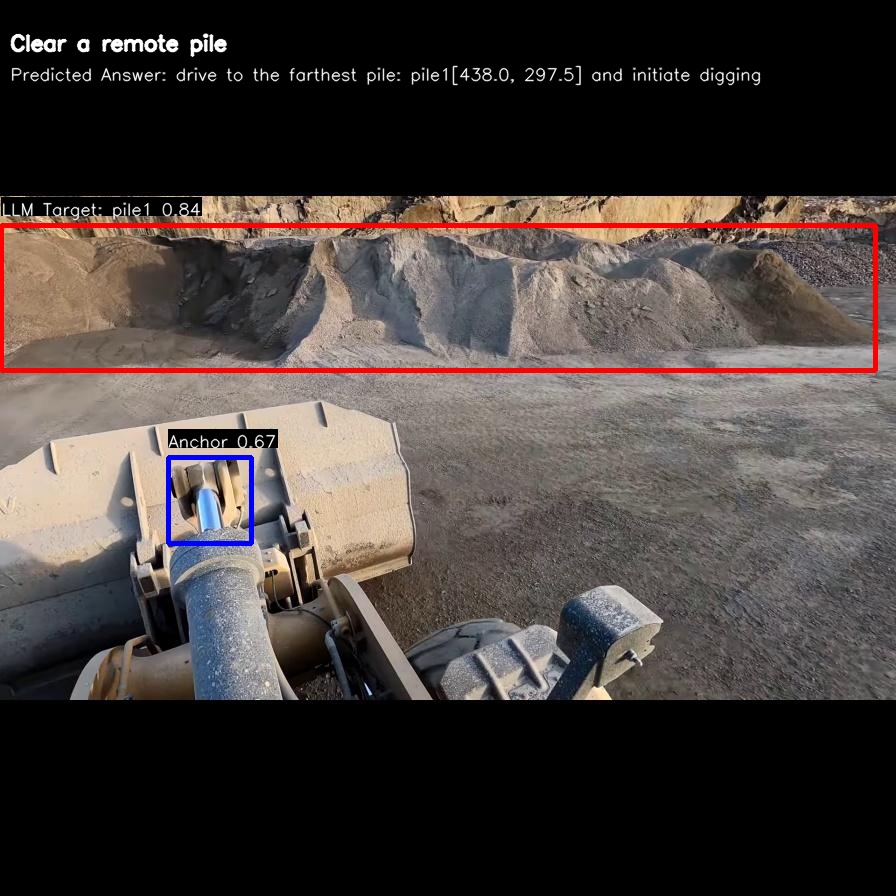 Clear a remote pile
Predicted Answer: drive to the farthest pile: pile1[438.0, 297.5] and initiate digging
LLM Target: pile1 0.84
Anchor 0.67